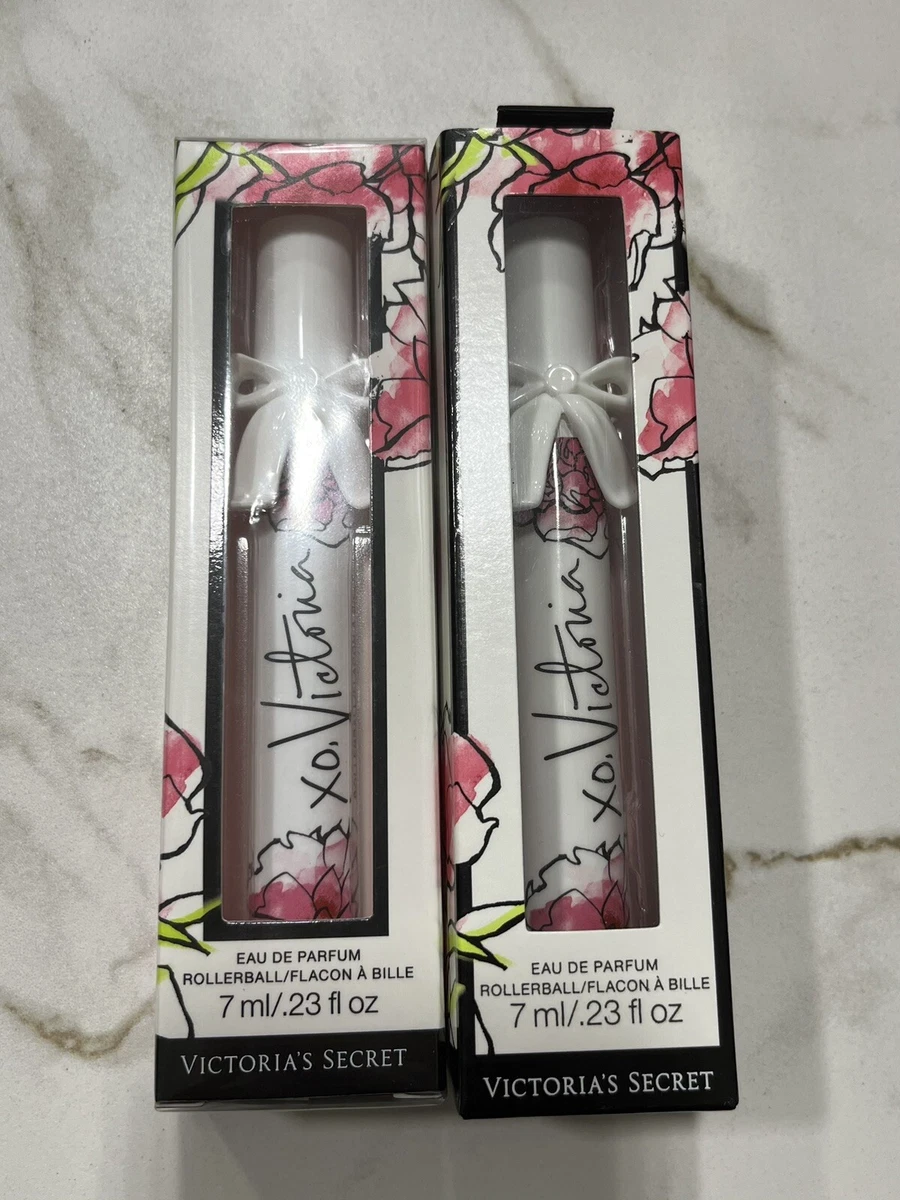 xo, Victoria
EAU DE PARFUM
ROLLERBALL/FLACON À BILLE
7 ml/.23 fl oz
VICTORIA'S SECRET
xo, Victoria
EAU DE PARFUM
ROLLERBALL/FLACON À BILLE
7 ml/.23 fl oz
VICTORIA'S SECRET